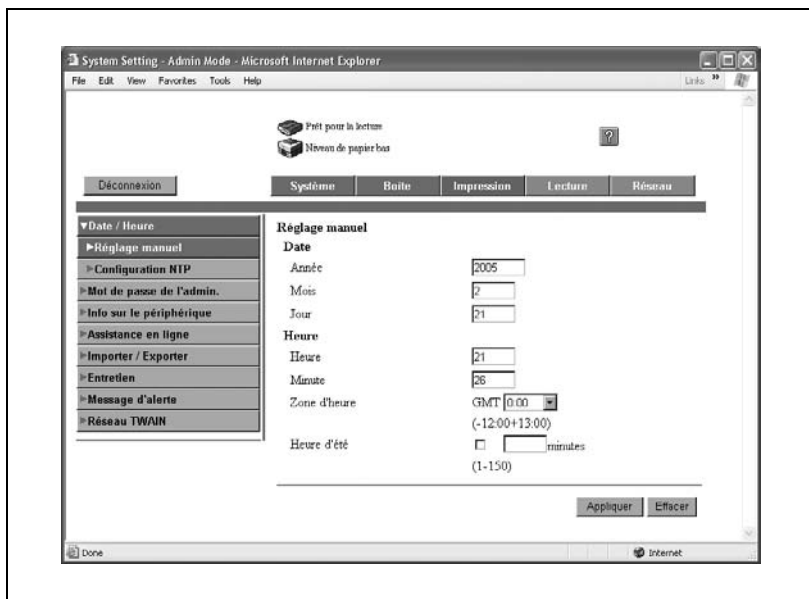 System Setting - Admin Mode - Microsoft Internet Explorer
File Edit View Favorites Tools Help
Links »
Prêt pour la lecture
Niveau de papier bas
?
Déconnexion
Système Boite Impression Lecture Réseau
▼Date / Heure
►Réglage manuel
►Configuration NTP
►Mot de passe de l'admin.
►Info sur le périphérique
►Assistance en ligne
►Importer / Exporter
►Entretien
►Message d'alerte
►Réseau TWAIN
Réglage manuel
Date
Année 2005
Mois 2
Jour 21
Heure
Heure 21
Minute 26
Zone d'heure GMT 0:00
(-12:00+13:00)
Heure d'été minutes
(1-150)
Appliquer Effacer
Done Internet